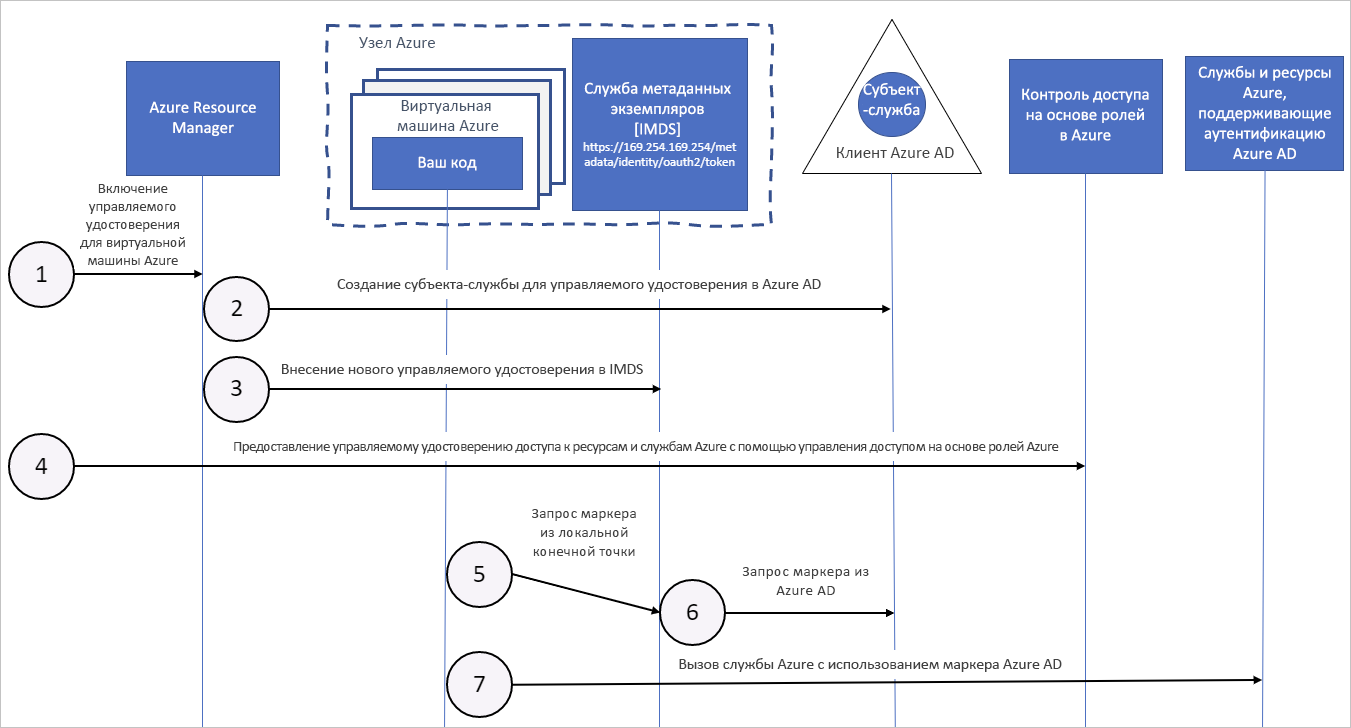 Узел Azure
Azure Resource
Manager
Виртуальная
машина Azure
Ваш код
Служба метаданных
экземпляров
[IMDS]
https://169.254.169.254/met
adata/identity/oauth2/token
Субъект
-служба
Клиент Azure AD
Контроль доступа
на основе ролей
в Azure
Службы и ресурсы
Azure,
поддерживающие
аутентификацию
Azure AD
Включение
управляемого
удостоверения
для виртуальной
машины Azure
1
Создание субъекта-службы для управляемого удостоверения в Azure AD
2
Внесение нового управляемого удостоверения в IMDS
3
Предоставление управляемому удостоверению доступа к ресурсам и службам Azure с помощью управления доступом на основе ролей Azure
4
Запрос маркера
из локальной
конечной точки
5
Запрос маркера из
Azure AD
6
Вызов службы Azure с использованием маркера Azure AD
7